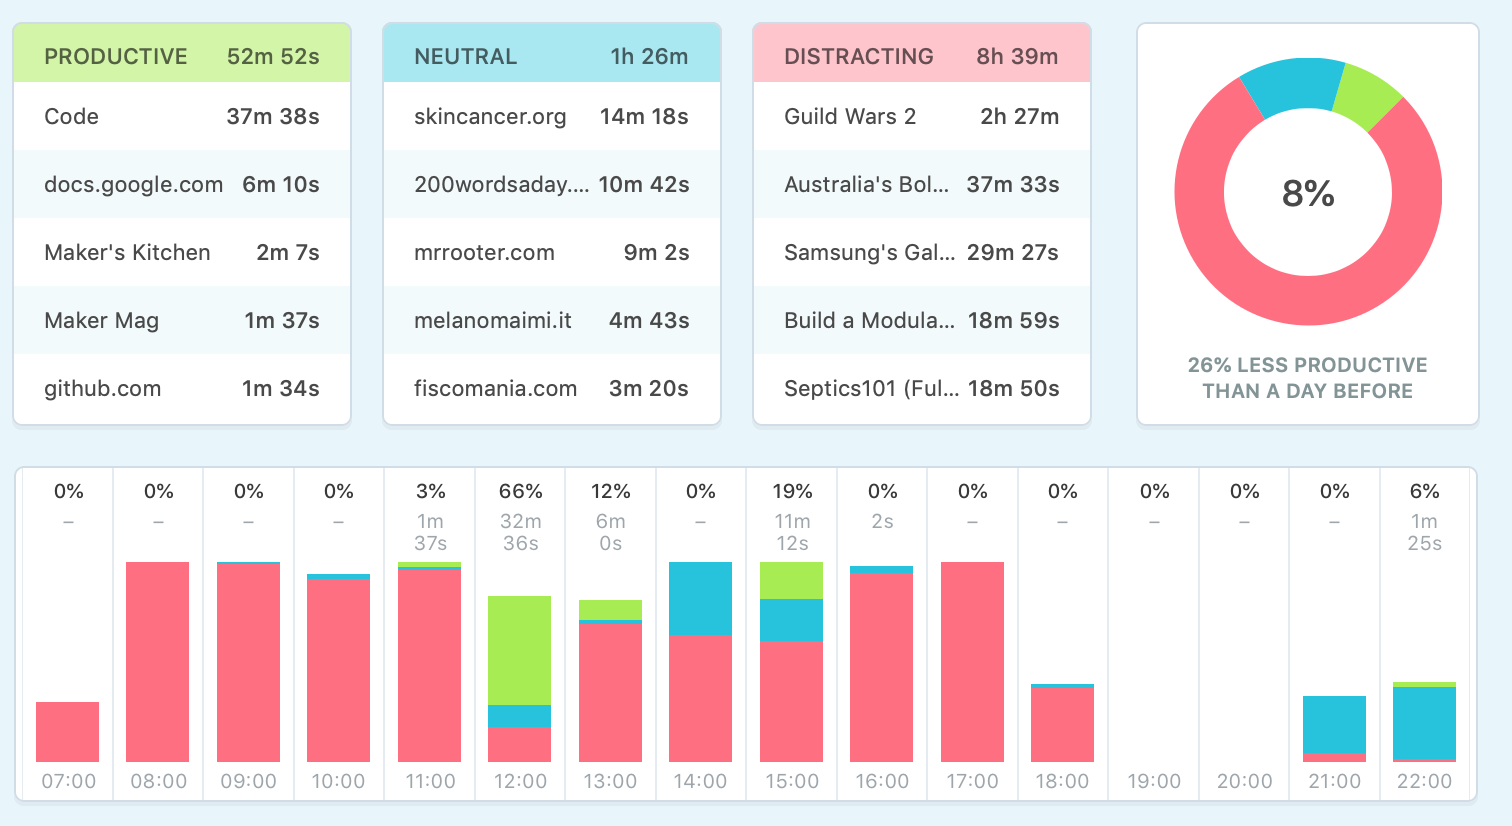 PRODUCTIVE 52m 52s
Code 37m 38s
docs.google.com 6m 10s
Maker's Kitchen 2m 7s
Maker Mag 1m 37s
github.com 1m 34s
NEUTRAL 1h 26m
skincancer.org 14m 18s
200wordsaday.... 10m 42s
mrrooter.com 9m 2s
melanomaimi.it 4m 43s
fiscomania.com 3m 20s
DISTRACTING 8h 39m
Guild Wars 2 2h 27m
Australia's Bol... 37m 33s
Samsung's Gal... 29m 27s
Build a Modula... 18m 59s
Septics101 (Ful... 18m 50s
8%
26% LESS PRODUCTIVE
THAN A DAY BEFORE
0% 0% 0% 0% 3% 66% 12% 0% 19% 0% 0% 0% 0% 0% 0% 6%
– – – – 1m 32m 6m – 11m 2s – – – – – 1m
37s 36s 0s 12s 25s
07:00 08:00 09:00 10:00 11:00 12:00 13:00 14:00 15:00 16:00 17:00 18:00 19:00 20:00 21:00 22:00